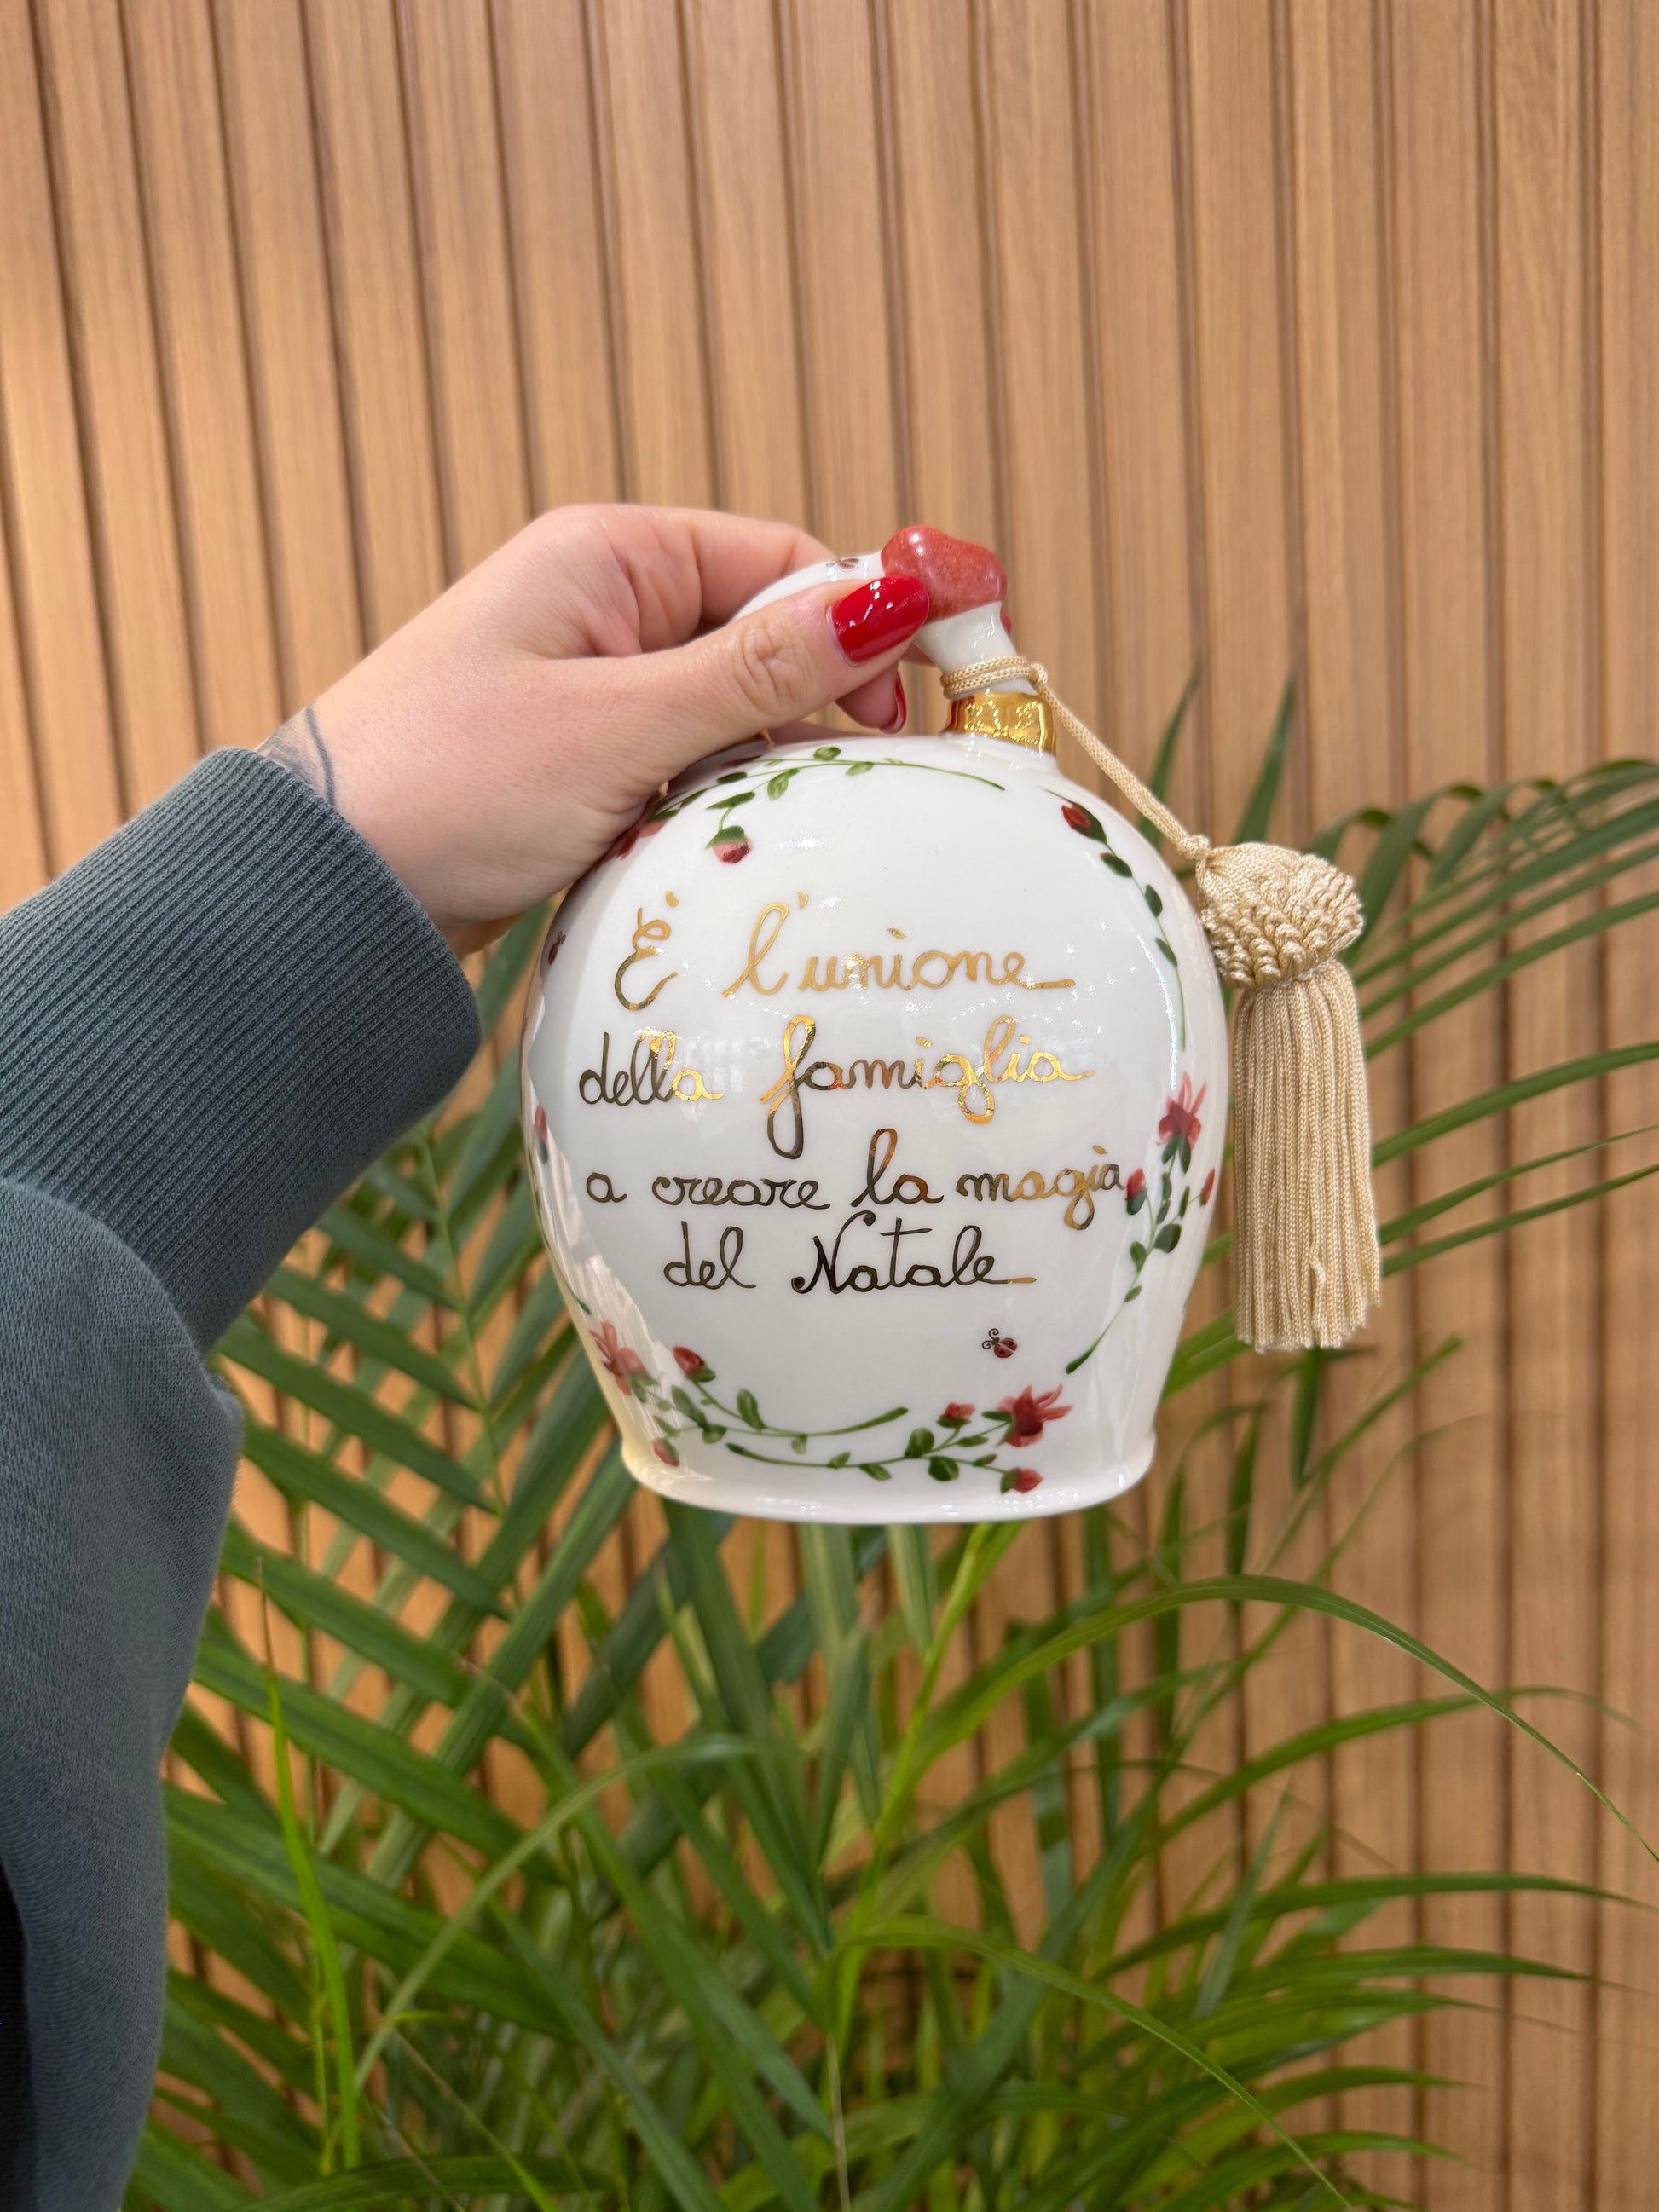 È l'unione
della famiglia
a creare la magia
del Natale